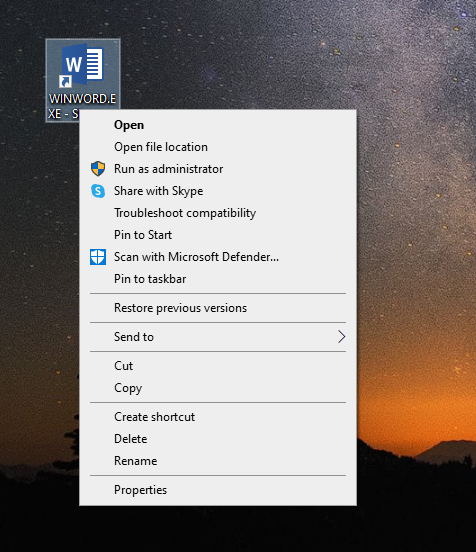 W
WINWORD.E
XE - S
Open
Open file location
Run as administrator
S
Share with Skype
Troubleshoot compatibility
Pin to Start
Scan with Microsoft Defender...
Pin to taskbar
Restore previous versions
Send to
Cut
Copy
Create shortcut
Delete
Rename
Properties